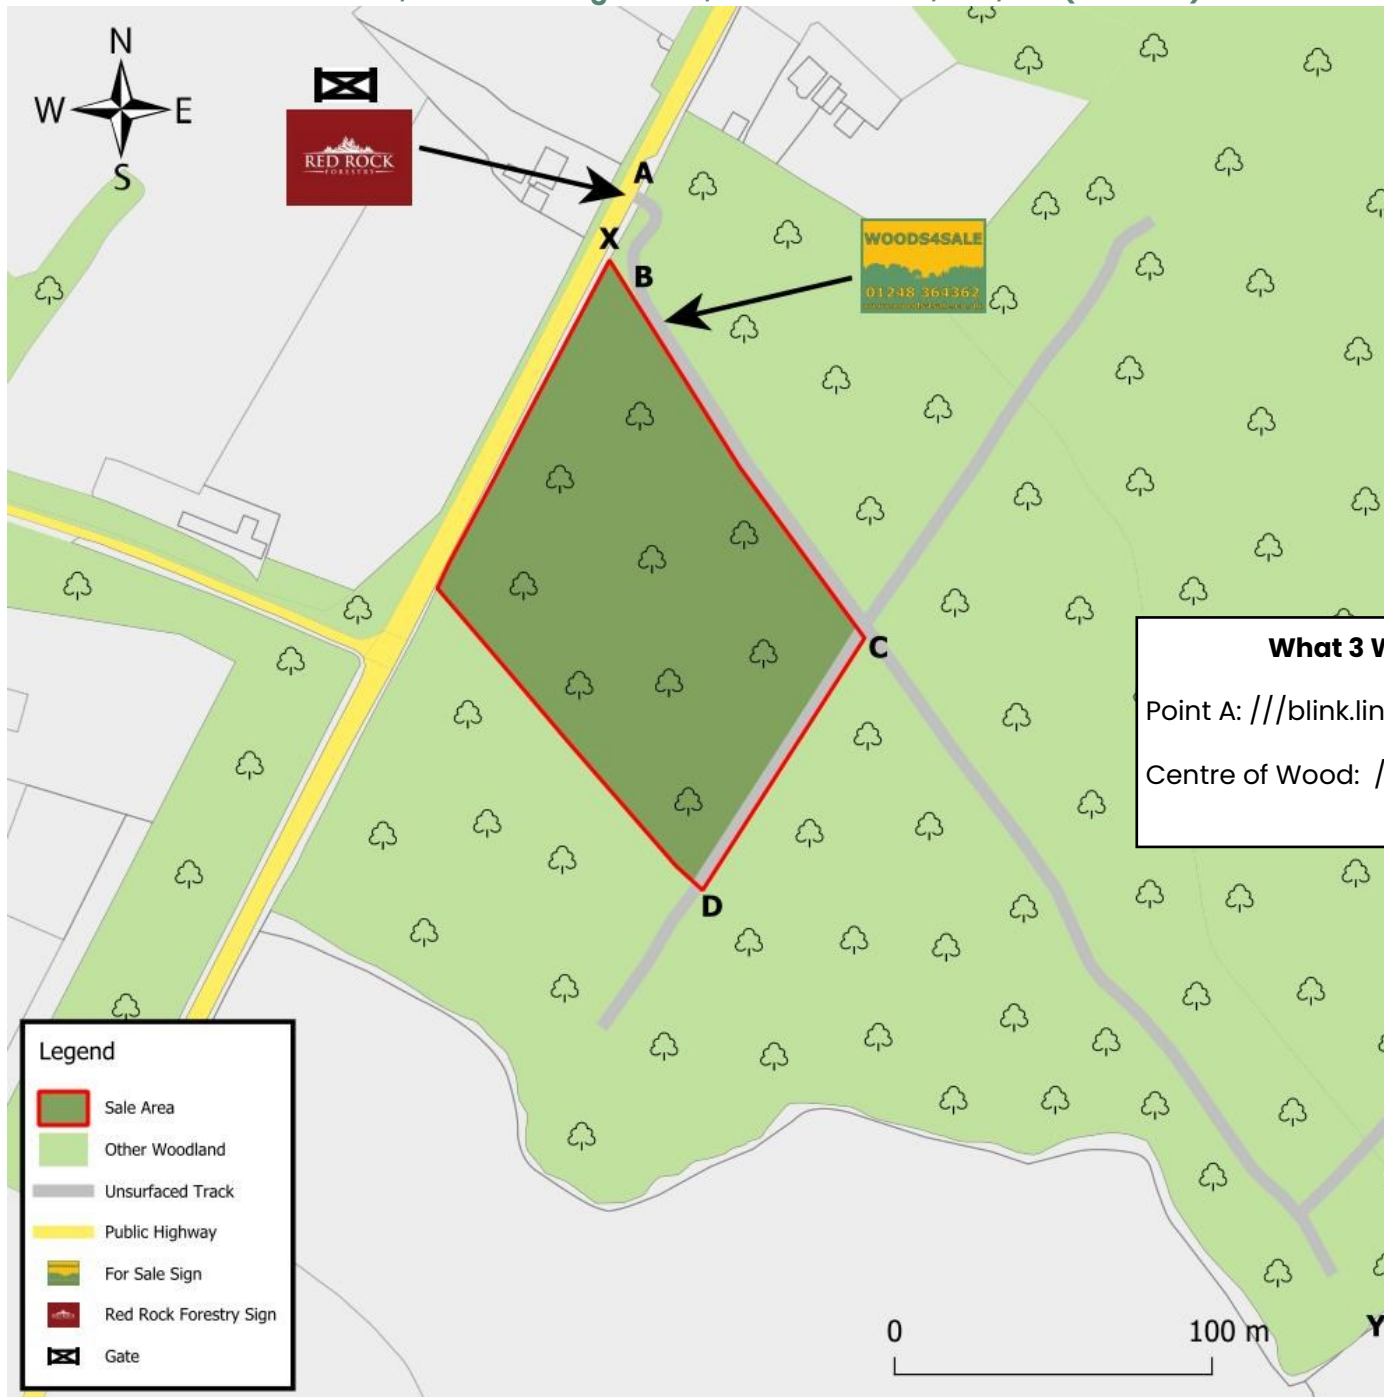 N
W E
S
RED ROCK
FORESTRY
A
X
B
WOODS4SALE
01248 364362
C
What 3 W
Point A: ///blink.lin
Centre of Wood: /
D
Legend
Sale Area
Other Woodland
Unsurfaced Track
Public Highway
For Sale Sign
Red Rock Forestry Sign
Gate
0 100 m
Y